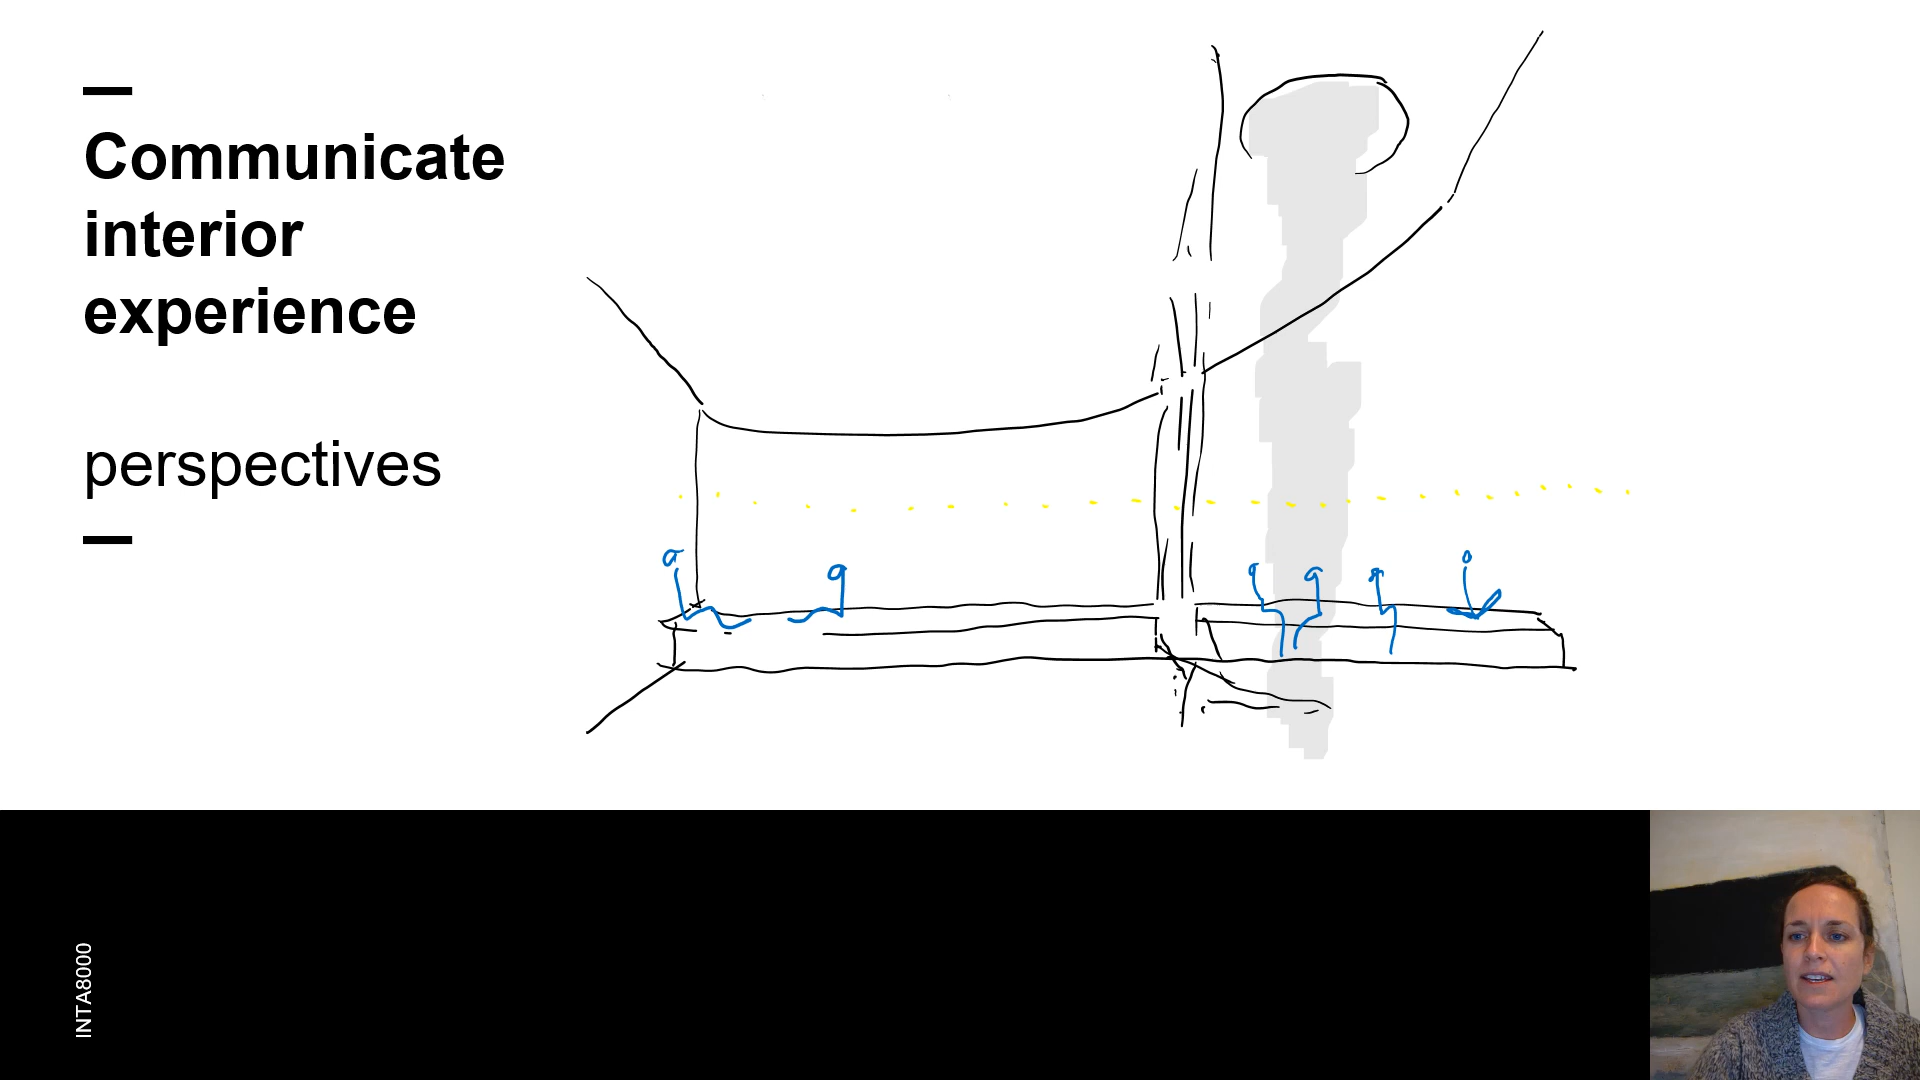 Communicate
interior
experience
perspectives
INTA8000